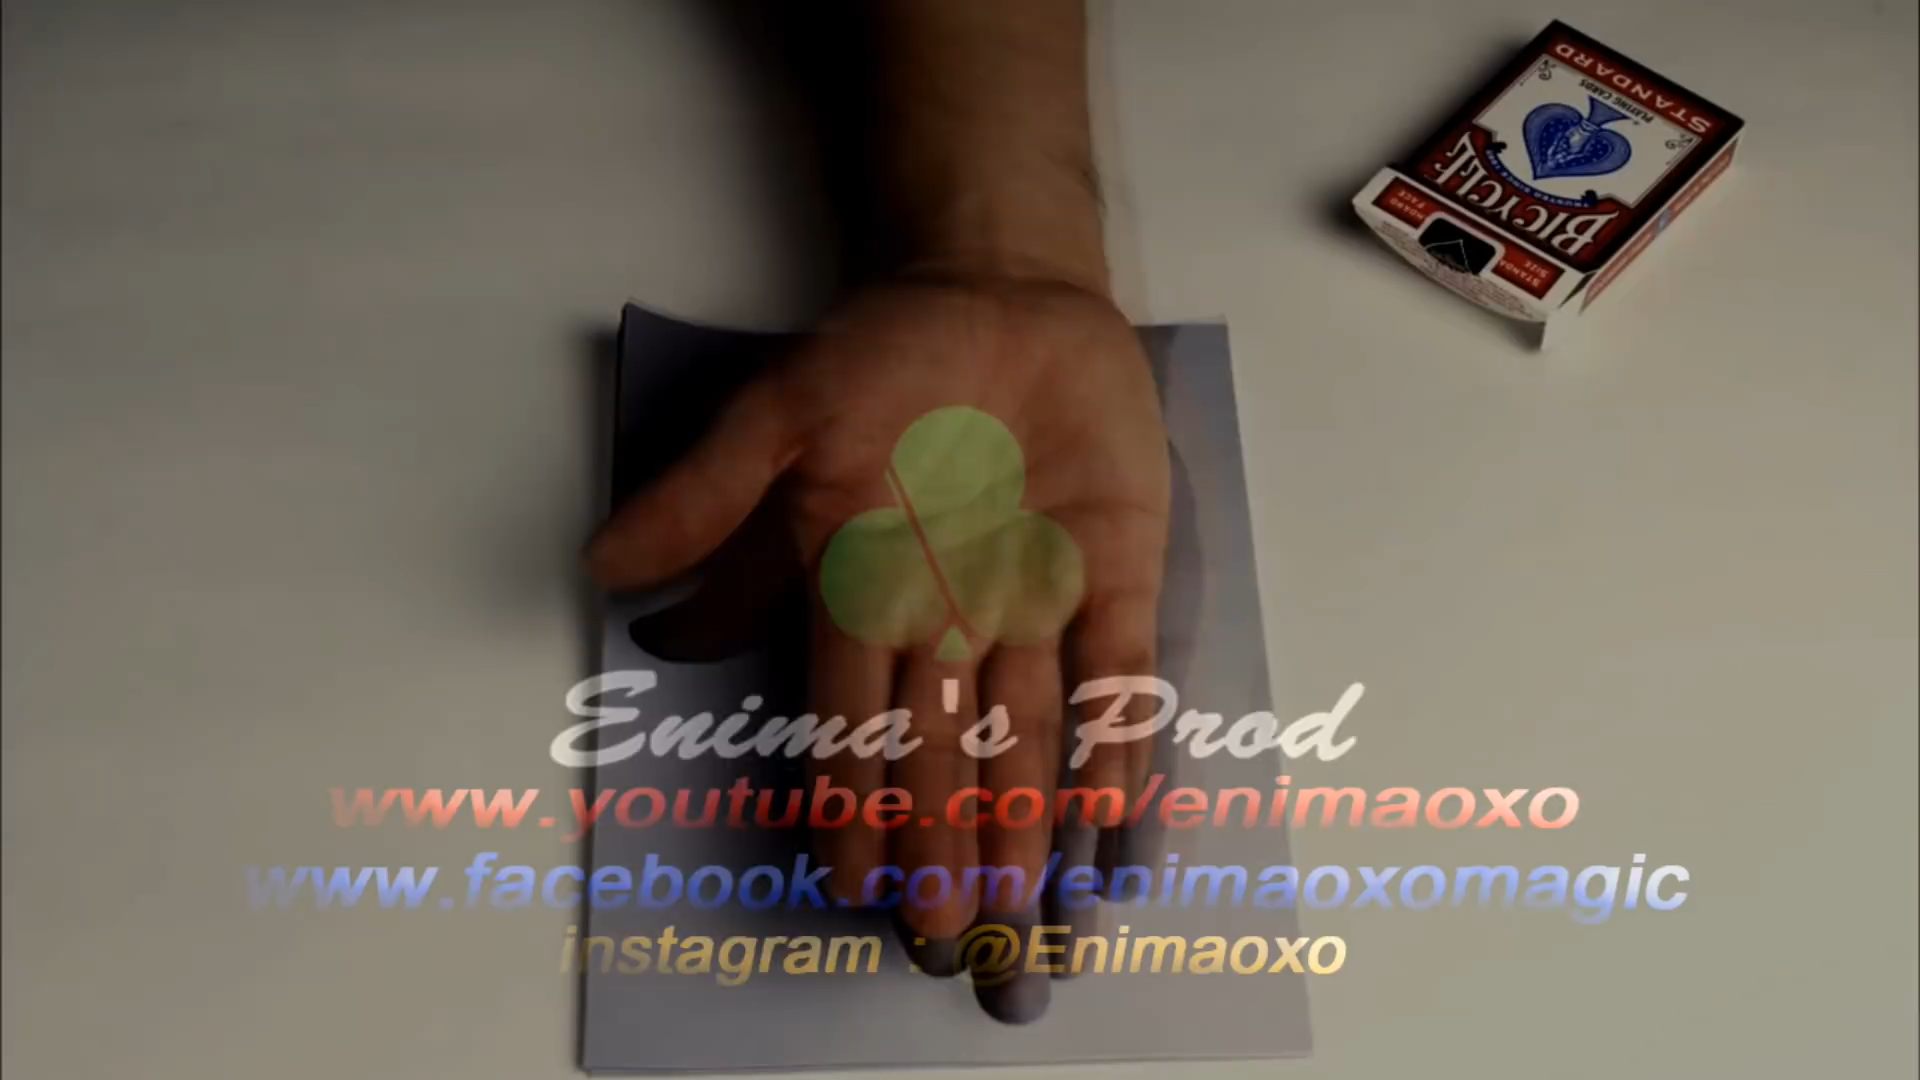 STANDARD
PLAYING CARDS
BICYCLE
Enima's Prod
www.youtube.com/enimaoxo
www.facebook.com/enimaoxomagic
instagram : @Enimaoxo